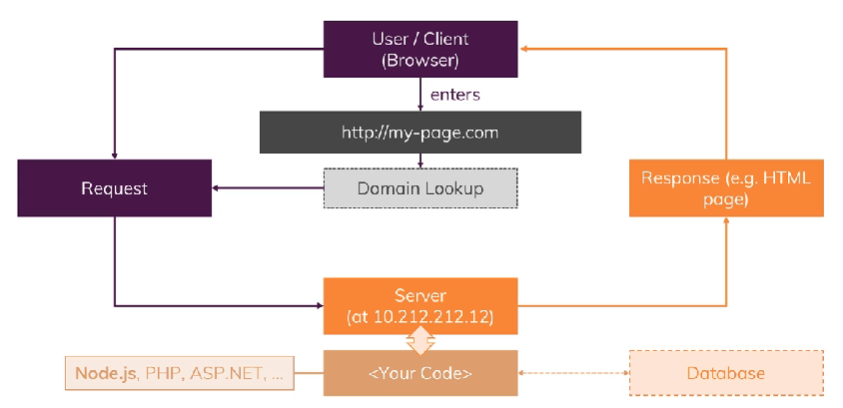 User / Client
(Browser)
enters
http://my-page.com
Request
Domain Lookup
Response (e.g. HTML
page)
Server
(at 10.212.212.12)
Node.js, PHP, ASP.NET, ...
<Your Code>
Database